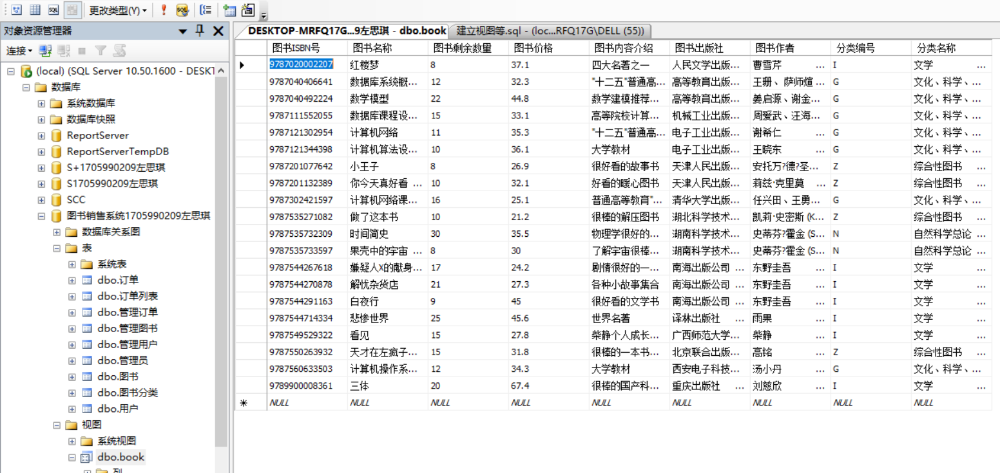 更改类型(Y)
SQL
SQL
对象资源管理器
连接
(local) (SQL Server 10.50.1600 - DESKT
数据库
系统数据库
数据库快照
ReportServer
ReportServerTempDB
S+1705990209左思琪
S1705990209左思琪
SCC
图书销售系统1705990209左思琪
数据库关系图
表
系统表
dbo.订单
dbo.订单列表
dbo.管理订单
dbo.管理图书
dbo.管理用户
dbo.管理员
dbo.图书
dbo.图书分类
dbo.用户
视图
系统视图
dbo.book
列
DESKTOP-MRFQ17G...9左思琪 - dbo.book 建立视图等.sql - (loc...RFQ17G\DELL (55))
图书ISBN号 图书名称 图书剩余数量 图书价格 图书内容介绍 图书出版社 图书作者 分类编号 分类名称
9787020002207 红楼梦 8 37.1 四大名著之一 人民文学出版... 曹雪芹 ... I 文学 ...
9787040406641 数据库系统概... 12 32.3 "十二五"普通高... 高等教育出版... 王珊、萨师煊 ... G 文化、科学、...
9787040492224 数学模型 22 44.8 数学建模推荐... 高等教育出版... 姜启源、谢金... G 文化、科学、...
9787111552055 数据库课程设... 15 33.1 高等院校计算... 机械工业出版... 周爱武、汪海... G 文化、科学、...
9787121302954 计算机网络 11 35.3 "十二五"普通高... 电子工业出版... 谢希仁 ... G 文化、科学、...
9787121344398 计算机算法设... 10 36.1 大学教材 电子工业出版... 王晓东 ... G 文化、科学、...
9787201077642 小王子 8 26.9 很好看的故事书 天津人民出版... 安托万?德?圣... Z 综合性图书 ...
9787201132389 你今天真好看 ... 10 32.1 好看的暖心图书 天津人民出版... 莉兹·克里莫 ... Z 综合性图书 ...
9787302421597 计算机网络课... 16 25.1 普通高等教育"... 清华大学出版... 任兴田、王勇... G 文化、科学、...
9787535271082 做了这本书 10 21.2 很棒的解压图书 湖北科学技术... 凯莉·史密斯 (K... Z 综合性图书 ...
9787535732309 时间简史 30 35.5 物理学很好的... 湖南科学技术... 史蒂芬?霍金 (S... N 自然科学总论 ...
9787535733597 果壳中的宇宙 ... 8 30 了解宇宙很棒... 湖南科学技术... 史蒂芬?霍金 (S... N 自然科学总论 ...
9787544267618 嫌疑人X的献身... 17 24.2 剧情很好的一... 南海出版公司 ... 东野圭吾 ... I 文学 ...
9787544270878 解忧杂货店 21 27.3 各种小故事集合 南海出版公司 ... 东野圭吾 ... I 文学 ...
9787544291163 白夜行 9 45 很好看的文学书 南海出版公司 ... 东野圭吾 ... I 文学 ...
9787544714334 悲惨世界 25 45.6 世界名著 译林出版社 ... 雨果 ... I 文学 ...
9787549529322 看见 15 27.8 柴静个人成长... 广西师范大学... 柴静 ... I 文学 ...
9787550263932 天才在左疯子... 15 31.8 很棒的一本书... 北京联合出版... 高铭 ... Z 综合性图书 ...
9787560633503 计算机操作系... 12 34.3 大学教材 西安电子科技... 汤小丹 ... G 文化、科学、...
9789900008361 三体 20 67.4 很棒的国产科... 重庆出版社 ... 刘慈欣 ... I 文学 ...
NULL NULL NULL NULL NULL NULL NULL NULL NULL